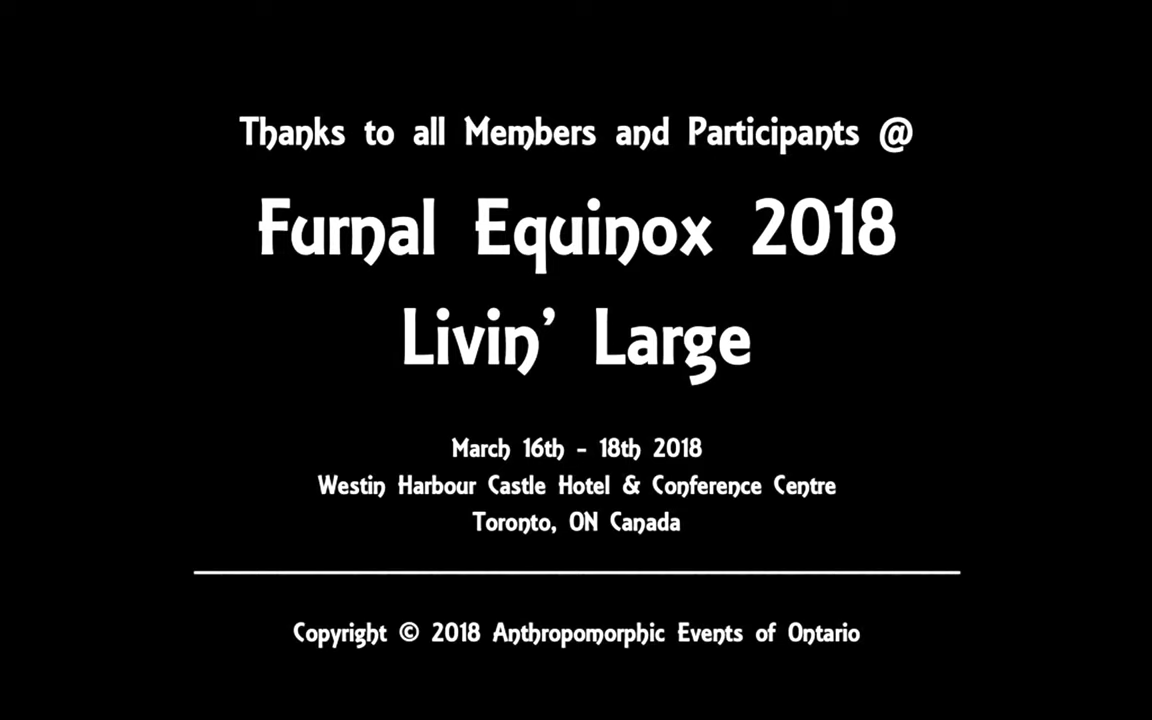 Thanks to all Members and Participants @
Furnal Equinox 2018
Livin' Large
March 16th - 18th 2018
Westin Harbour Castle Hotel & Conference Centre
Toronto, ON Canada
Copyright © 2018 Anthropomorphic Events of Ontario